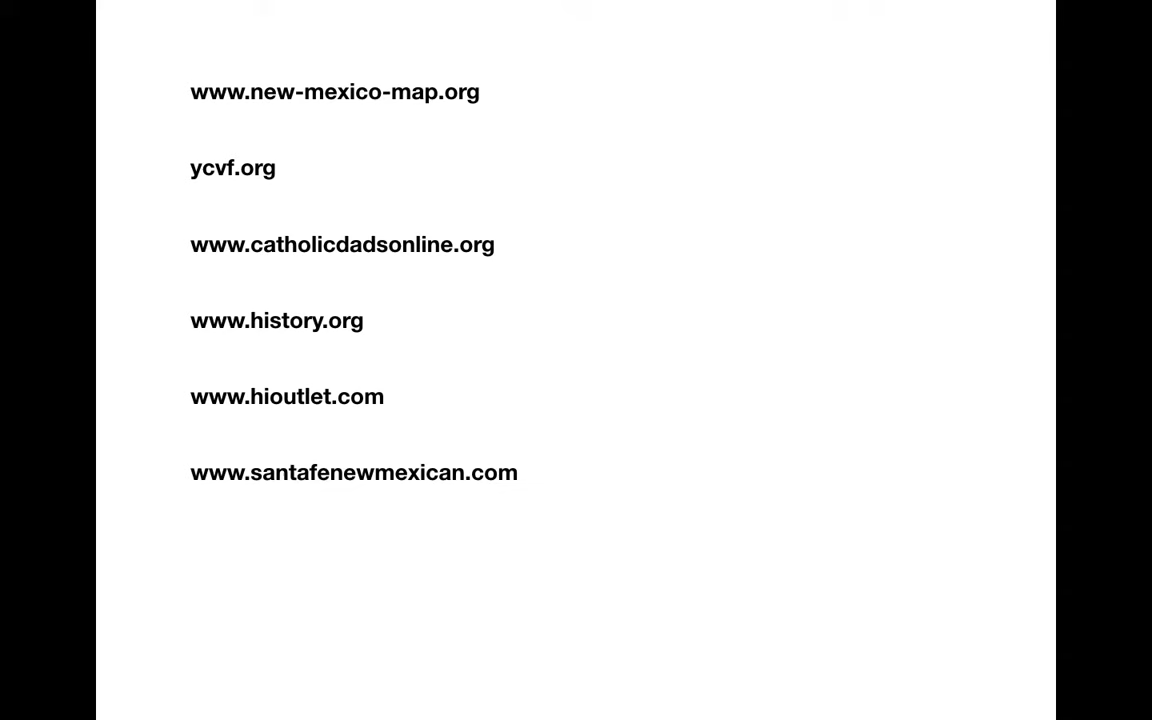 www.new-mexico-map.org
ycvf.org
www.catholicdadsonline.org
www.history.org
www.hioutlet.com
www.santafenewmexican.com